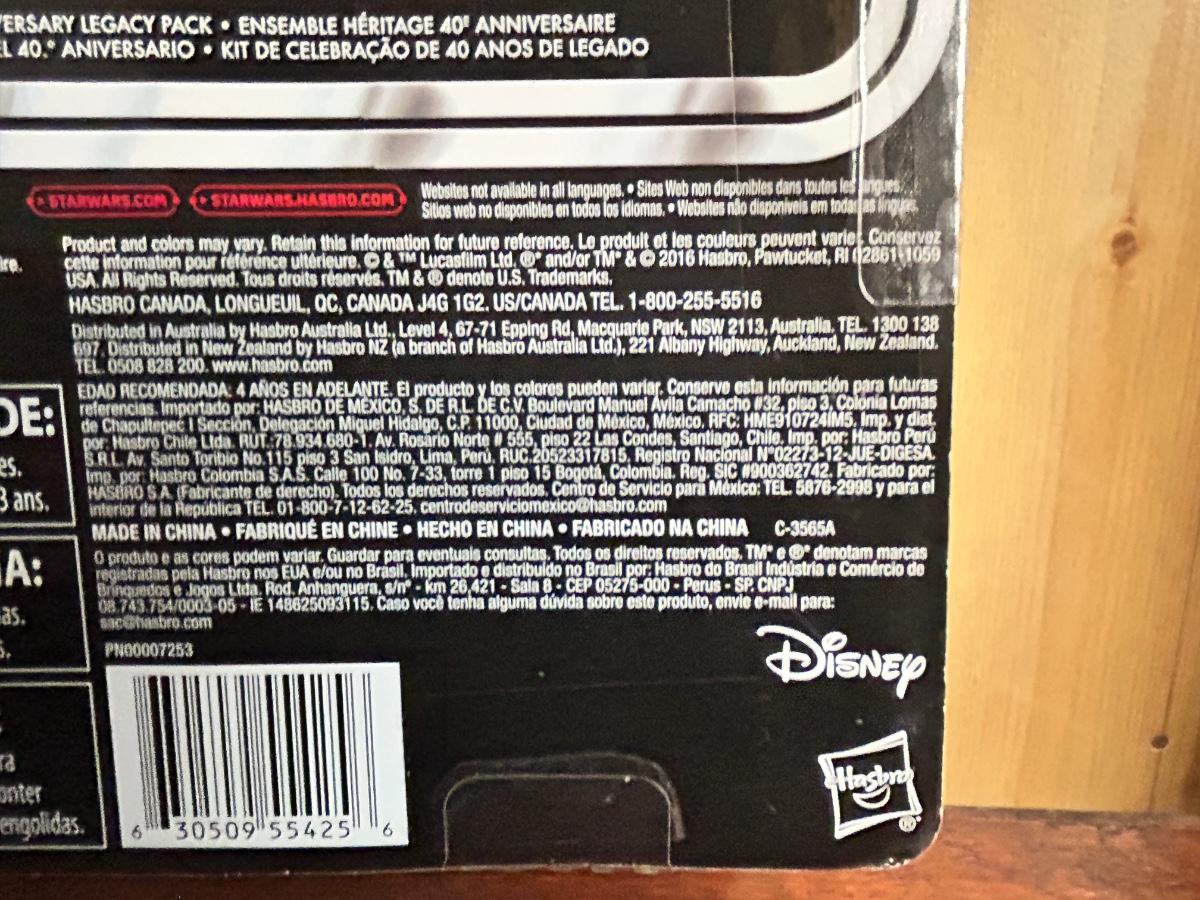 ERSARY LEGACY PACK • ENSEMBLE HÉRITAGE 40E ANNIVERSAIRE
L 40.º ANIVERSARIO • KIT DE CELEBRAÇÃO DE 40 ANOS DE LEGADO
STARWARS.COM
STARWARS.HASBRO.COM
Websites not available in all languages. • Sites Web non disponibles dans toutes les langues.
Sitios web no disponibles en todos los idiomas. • Websites não disponíveis em todas as línguas.
Product and colors may vary. Retain this information for future reference. Le produit et les couleurs peuvent varier. Conservez
cette information pour référence ultérieure. © & ™ Lucasfilm Ltd. ®* and/or TM* & © 2016 Hasbro, Pawtucket, RI 02861-1059
USA. All Rights Reserved. Tous droits réservés. TM & ® denote U.S. Trademarks.
HASBRO CANADA, LONGUEUIL, QC, CANADA J4G 1G2. US/CANADA TEL. 1-800-255-5516
Distributed in Australia by Hasbro Australia Ltd., Level 4, 67-71 Epping Rd, Macquarie Park, NSW 2113, Australia. TEL. 1300 138
697. Distributed in New Zealand by Hasbro NZ (a branch of Hasbro Australia Ltd.), 221 Albany Highway, Auckland, New Zealand.
TEL. 0508 828 200. www.hasbro.com
EDAD RECOMENDADA: 4 AÑOS EN ADELANTE. El producto y los colores pueden variar. Conserve esta información para futuras
referencias. Importado por: HASBRO DE MÉXICO, S. DE R.L. DE C.V. Boulevard Manuel Ávila Camacho #32, piso 3, Colonia Lomas
de Chapultepec I Sección, Delegación Miguel Hidalgo, C.P. 11000, Ciudad de México, México. RFC: HME910724IM5. Imp. y dist.
por: Hasbro Chile Ltda. RUT.:78.934.680-1. Av. Rosario Norte # 555, piso 22 Las Condes, Santiago, Chile. Imp. por: Hasbro Perú
S.R.L. Av. Santo Toribio No.115 piso 3 San Isidro, Lima, Perú. RUC.20523317815. Registro Nacional N°02273-12-JUE-DIGESA.
Imp. por: Hasbro Colombia S.A.S. Calle 100 No. 7-33, torre 1 piso 15 Bogotá, Colombia. Reg. SIC #900362742. Fabricado por:
HASBRO S.A. (Fabricante de derecho). Todos los derechos reservados. Centro de Servicio para México: TEL. 5876-2998 y para el
interior de la República TEL. 01-800-7-12-62-25. centrodeserviciomexico@hasbro.com
MADE IN CHINA • FABRIQUÉ EN CHINE • HECHO EN CHINA • FABRICADO NA CHINA C-3565A
O produto e as cores podem variar. Guardar para eventuais consultas. Todos os direitos reservados. TM* e ®* denotam marcas
registradas pela Hasbro nos EUA e/ou no Brasil. Importado e distribuído no Brasil por: Hasbro do Brasil Indústria e Comércio de
Brinquedos e Jogos Ltda. Rod. Anhanguera, s/nº - km 26,421 - Sala B - CEP 05275-000 - Perus - SP. CNPJ
08.743.754/0003-05 - IE 148625093115. Caso você tenha alguma dúvida sobre este produto, envie e-mail para:
sac@hasbro.com
PN00007253
6 30509 55425 6
DISNEY
Hasbro
®*
ire.
DE:
es.
3 ans.
A:
as.
s.
ra
onter
engolidas.